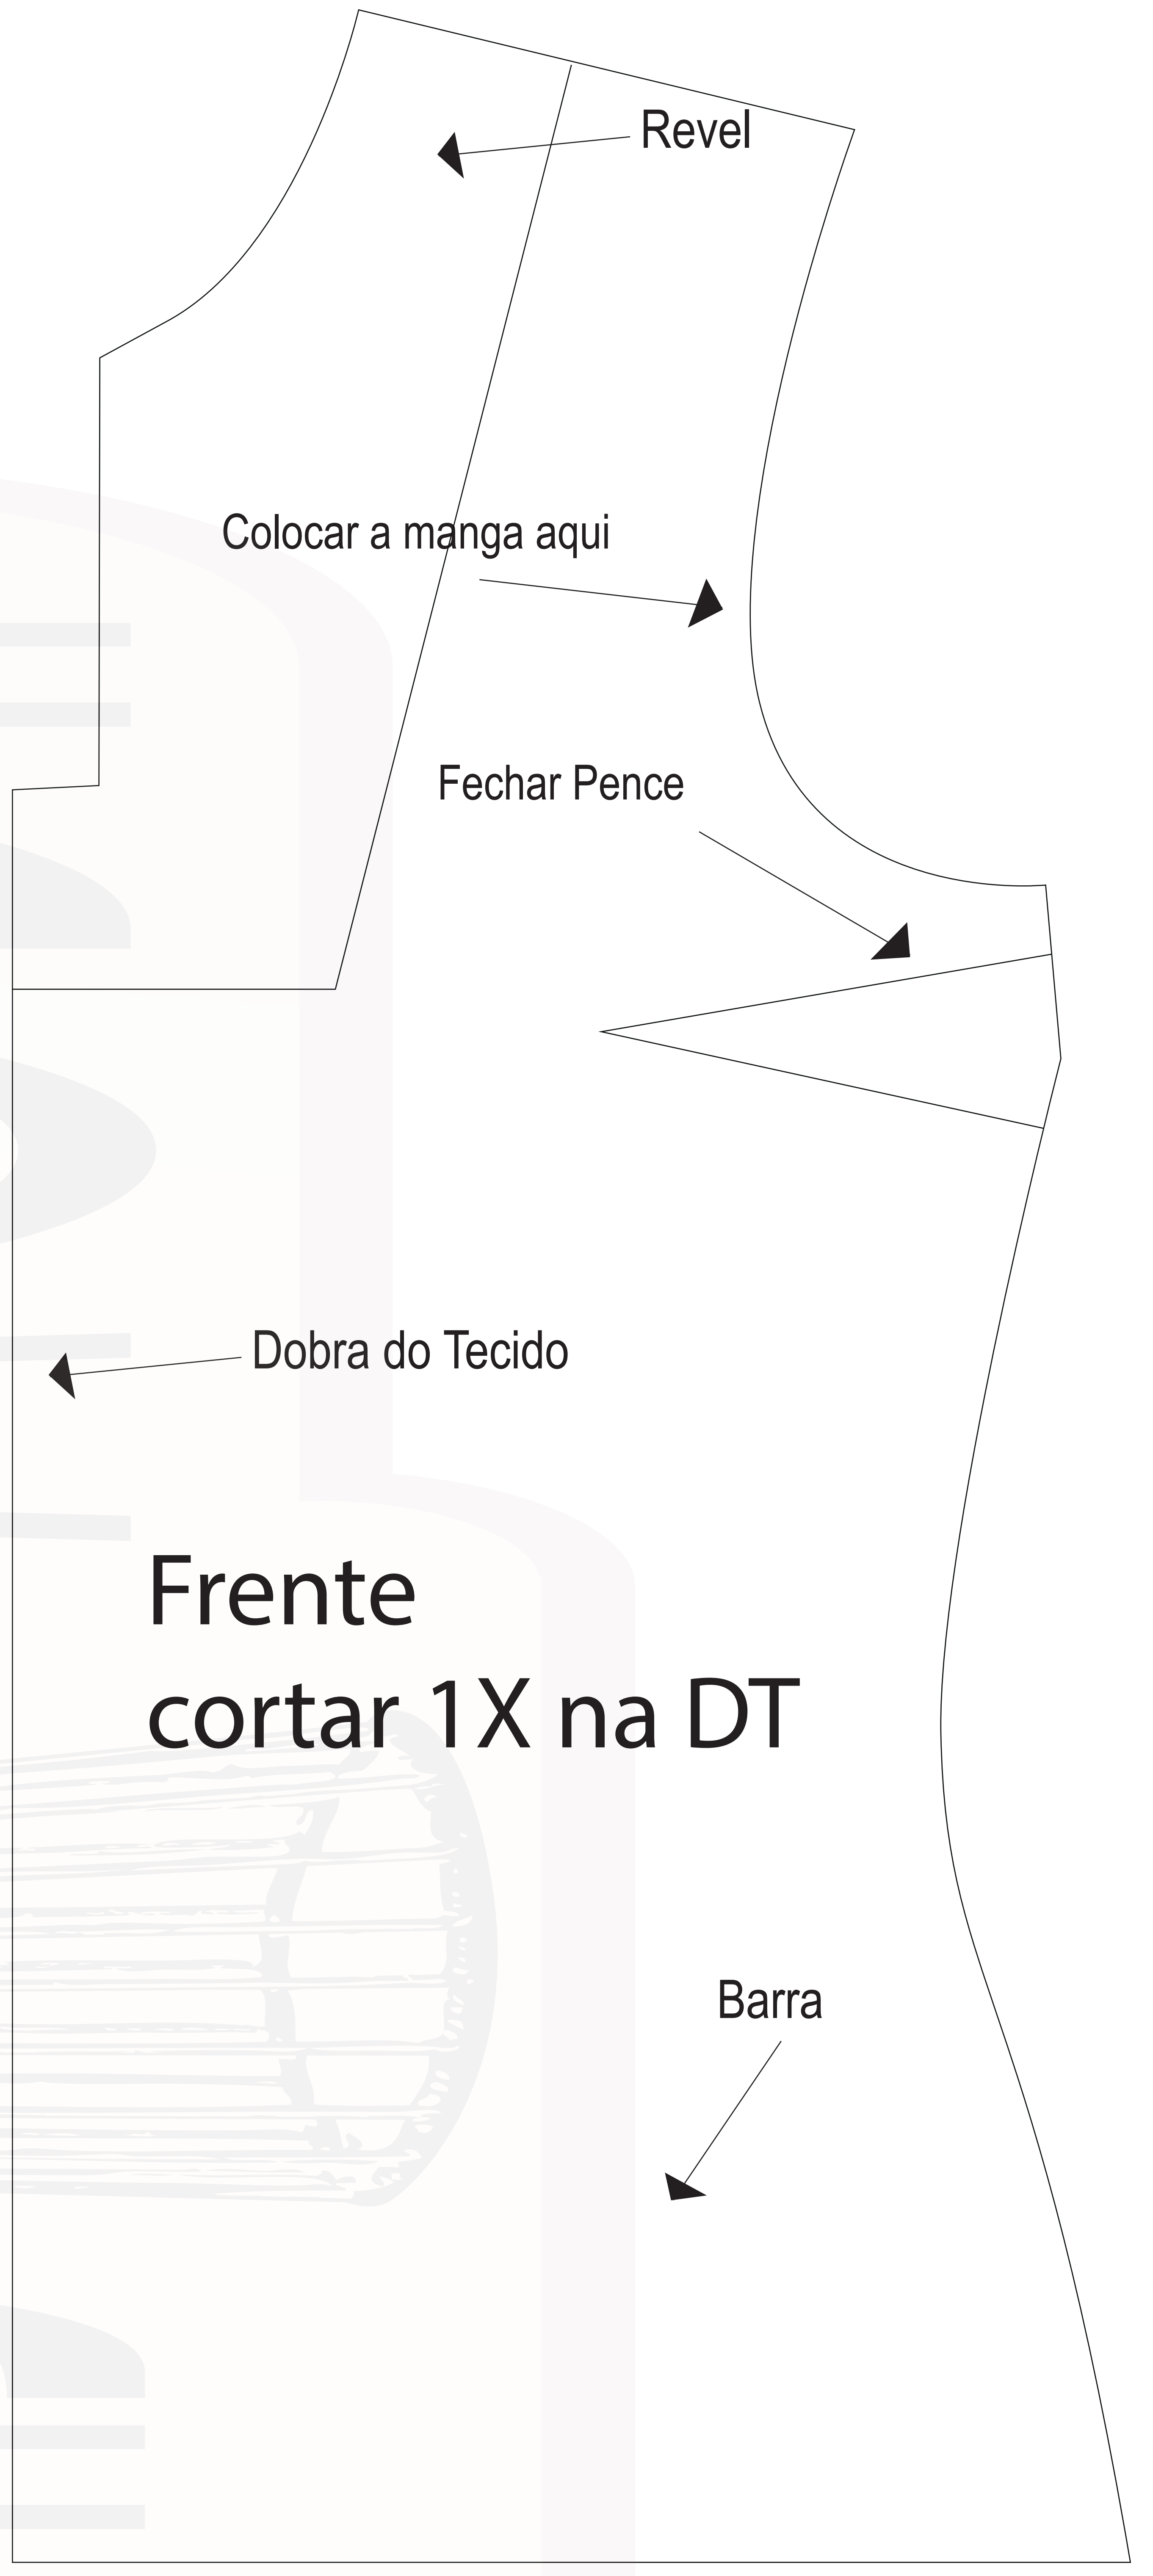 Revel
Colocar a manga aqui
Fechar Pence
Dobra do Tecido
Frente
cortar 1X na DT
Barra